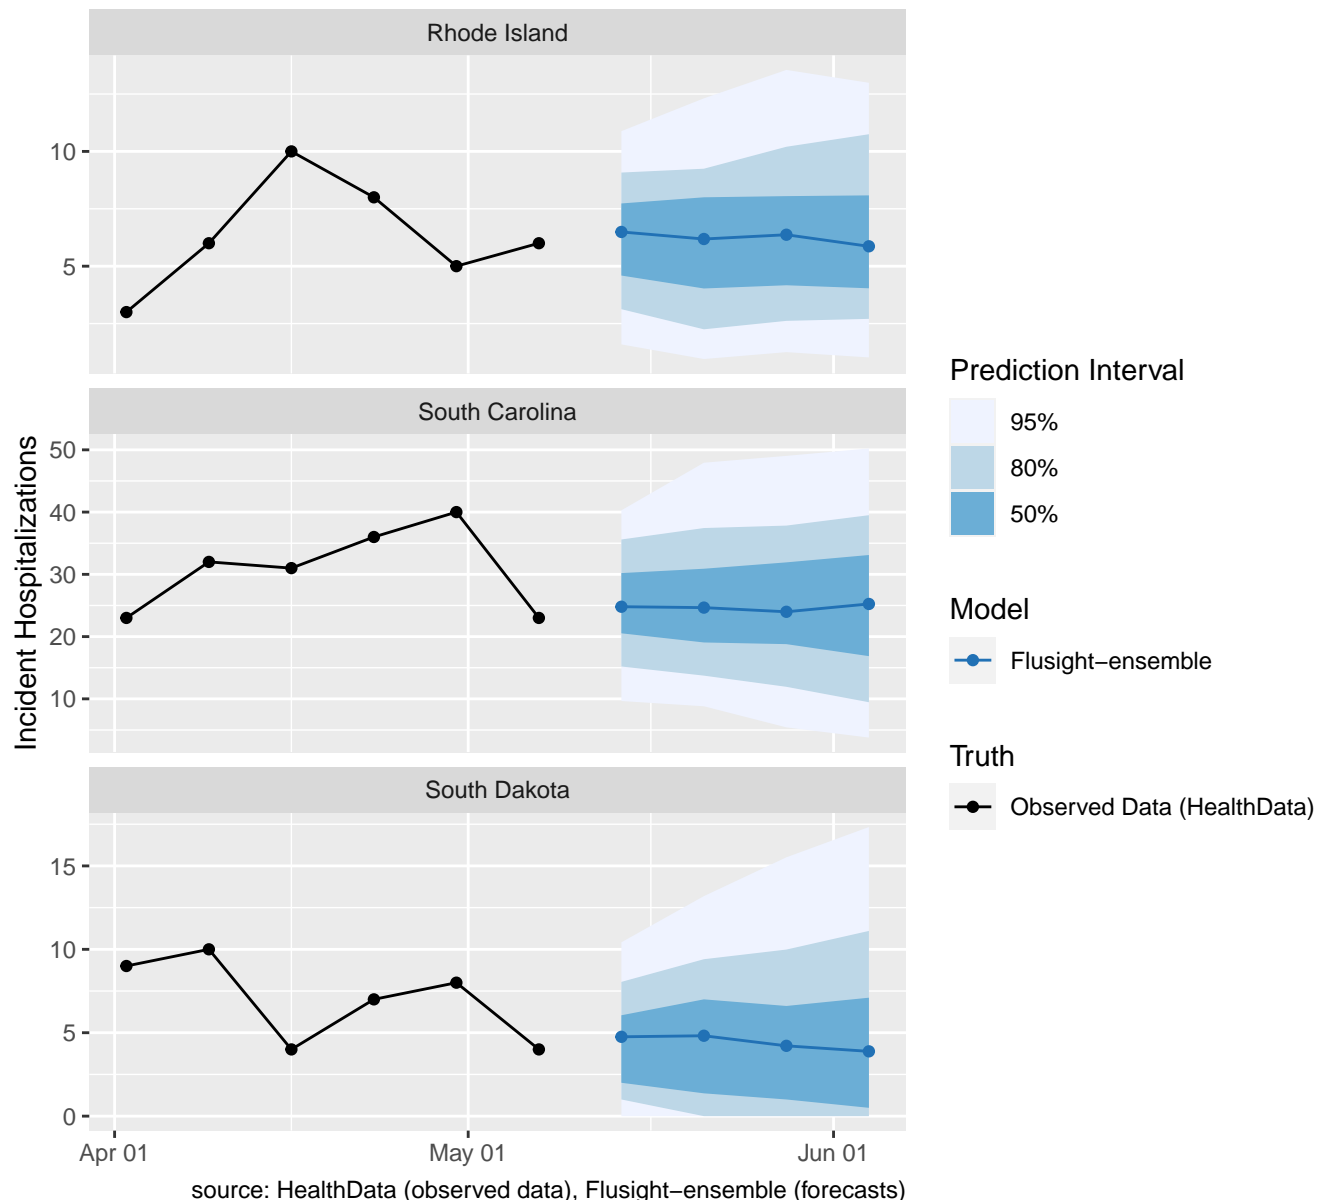 Rhode Island
10
5
South Carolina
50
40
30
20
10
South Dakota
15
10
5
0
Apr 01
May 01
Jun 01
Incident Hospitalizations
source: HealthData (observed data), Flusight−ensemble (forecasts)
Prediction Interval
95%
80%
50%
Model
Flusight−ensemble
Truth
Observed Data (HealthData)